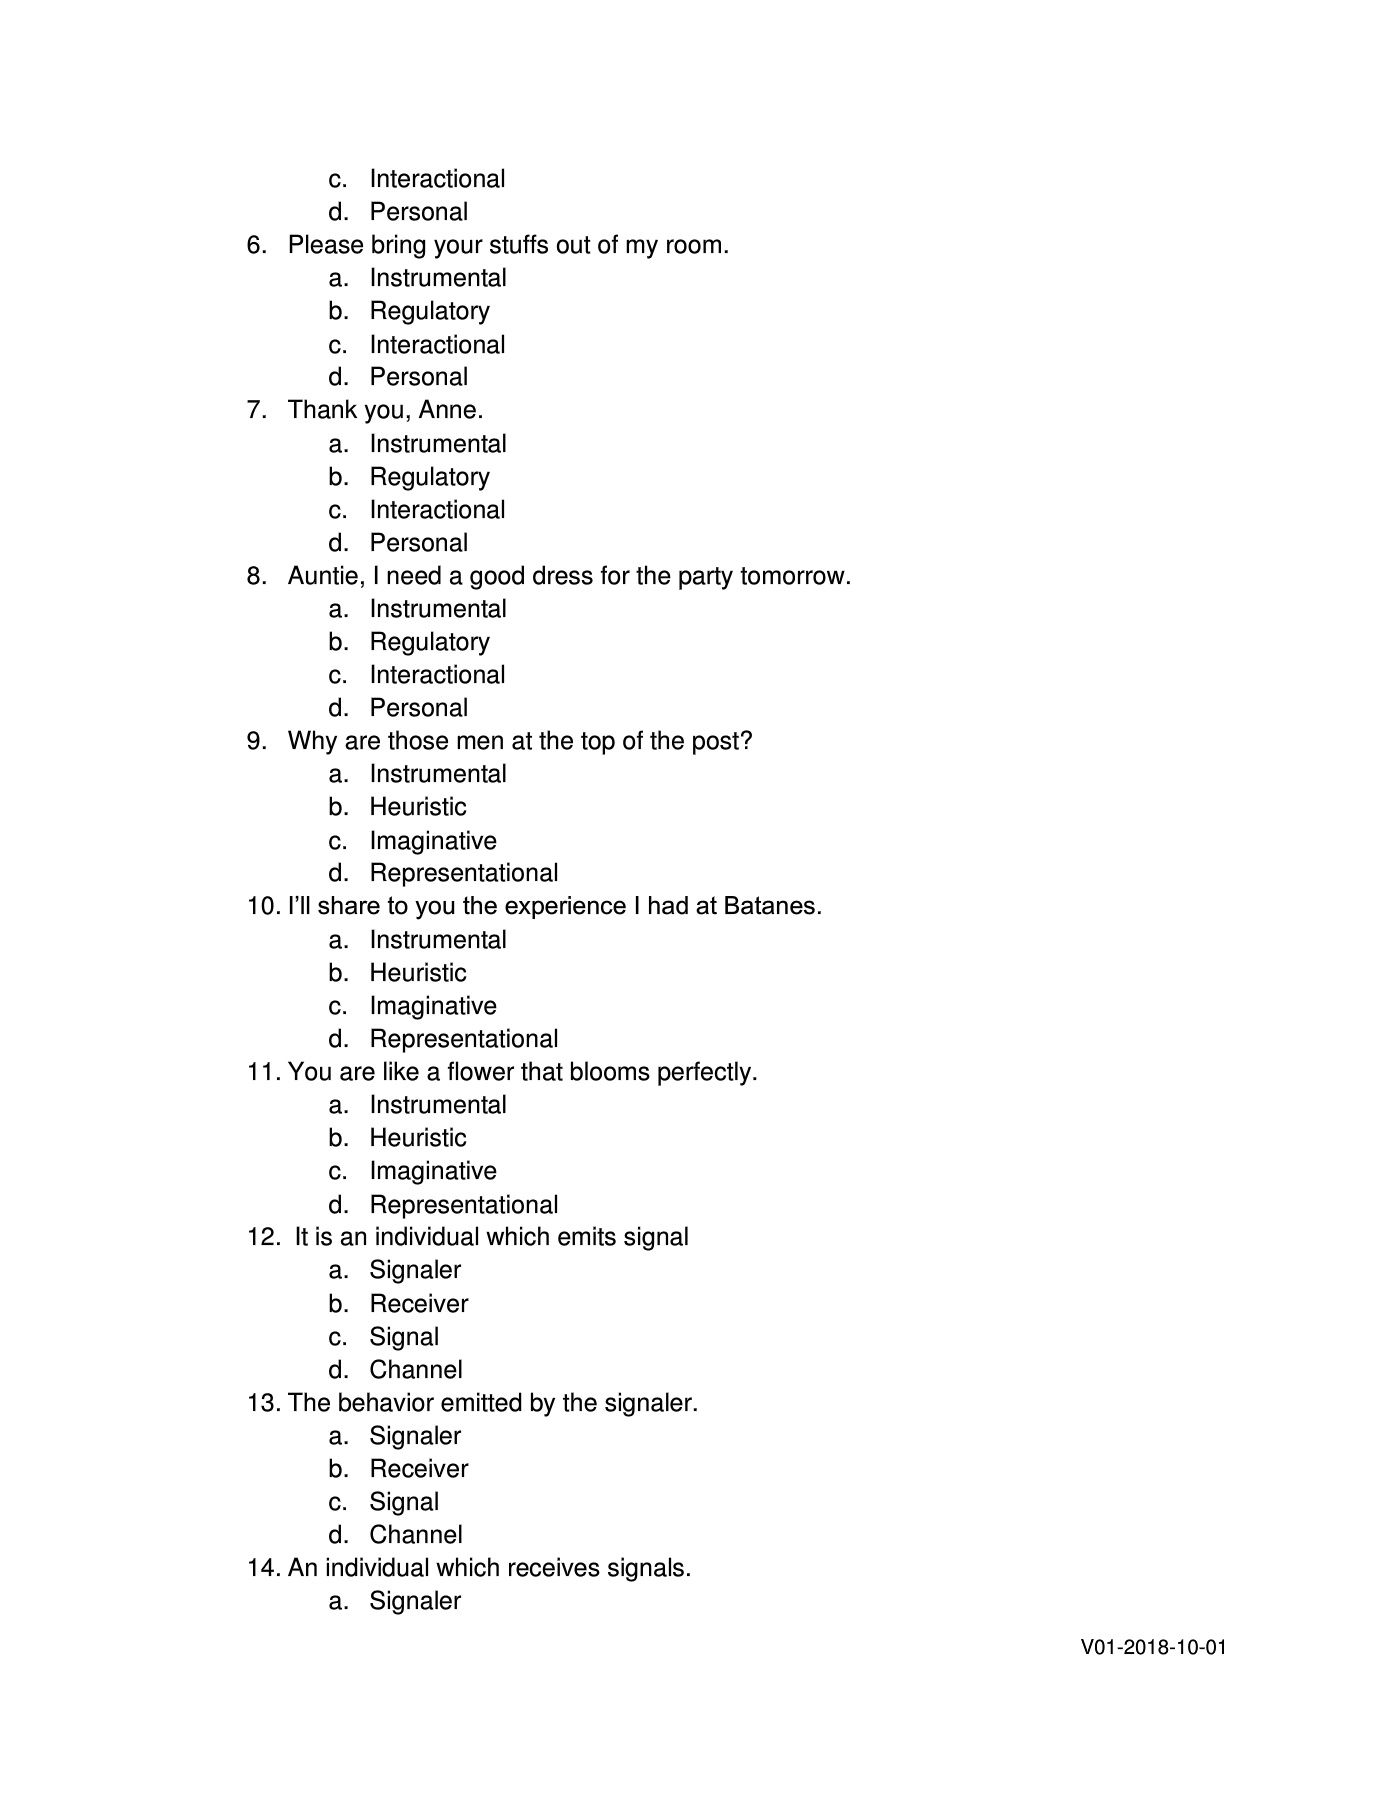 c. Interactional
d. Personal
6. Please bring your stuffs out of my room.
a. Instrumental
b. Regulatory
c. Interactional
d. Personal
7. Thank you, Anne.
a. Instrumental
b. Regulatory
c. Interactional
d. Personal
8. Auntie, I need a good dress for the party tomorrow.
a. Instrumental
b. Regulatory
c. Interactional
d. Personal
9. Why are those men at the top of the post?
a. Instrumental
b. Heuristic
c. Imaginative
d. Representational
10. I’ll share to you the experience I had at Batanes.
a. Instrumental
b. Heuristic
c. Imaginative
d. Representational
11. You are like a flower that blooms perfectly.
a. Instrumental
b. Heuristic
c. Imaginative
d. Representational
12. It is an individual which emits signal
a. Signaler
b. Receiver
c. Signal
d. Channel
13. The behavior emitted by the signaler.
a. Signaler
b. Receiver
c. Signal
d. Channel
14. An individual which receives signals.
a. Signaler
V01-2018-10-01